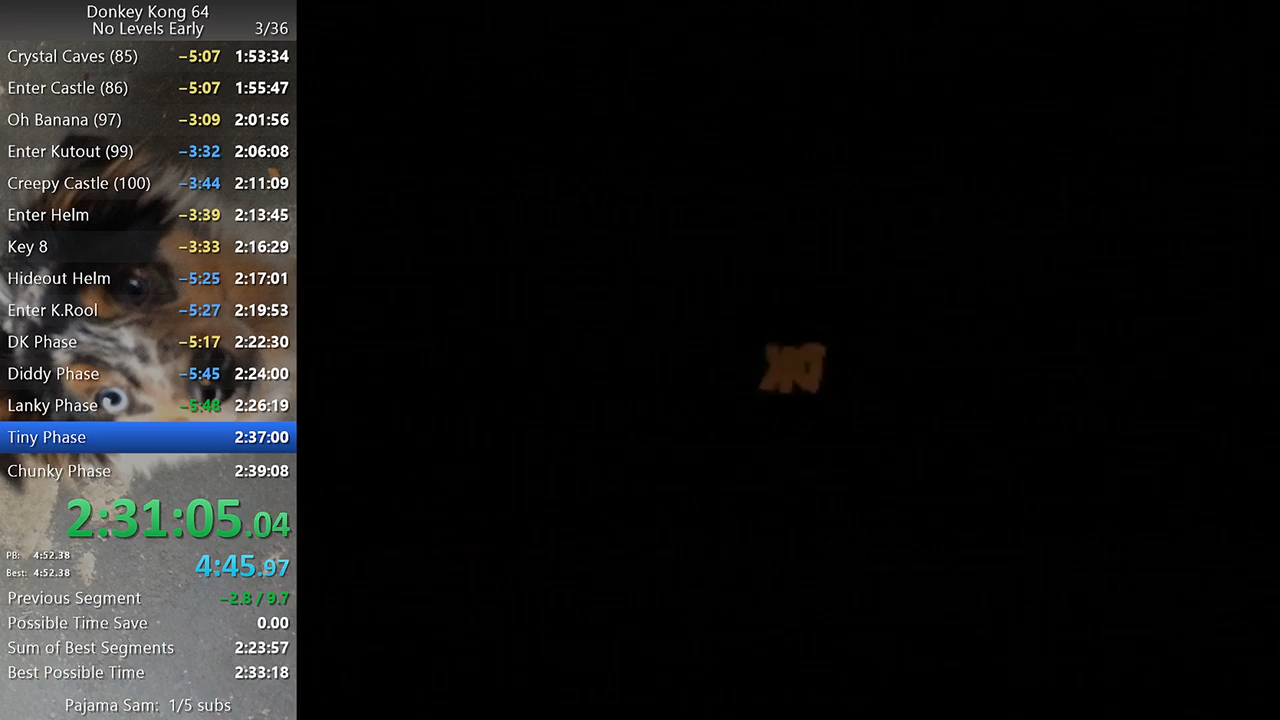 Donkey Kong 64
No Levels Early 3/36
Crystal Caves (85) −5:07 1:53:34
Enter Castle (86) −5:07 1:55:47
Oh Banana (97) −3:09 2:01:56
Enter Kutout (99) −3:32 2:06:08
Creepy Castle (100) −3:44 2:11:09
Enter Helm −3:39 2:13:45
Key 8 −3:33 2:16:29
Hideout Helm −5:25 2:17:01
Enter K.Rool −5:27 2:19:53
DK Phase −5:17 2:22:30
Diddy Phase −5:45 2:24:00
Lanky Phase −5:48 2:26:19
Tiny Phase 2:37:00
Chunky Phase 2:39:08
2:31:05.04
PB: 4:52.38
4:45.97
Best: 4:52.38
Previous Segment −2.8 / 9.7
Possible Time Save 0.00
Sum of Best Segments 2:23:57
Best Possible Time 2:33:18
Pajama Sam: 1/5 subs